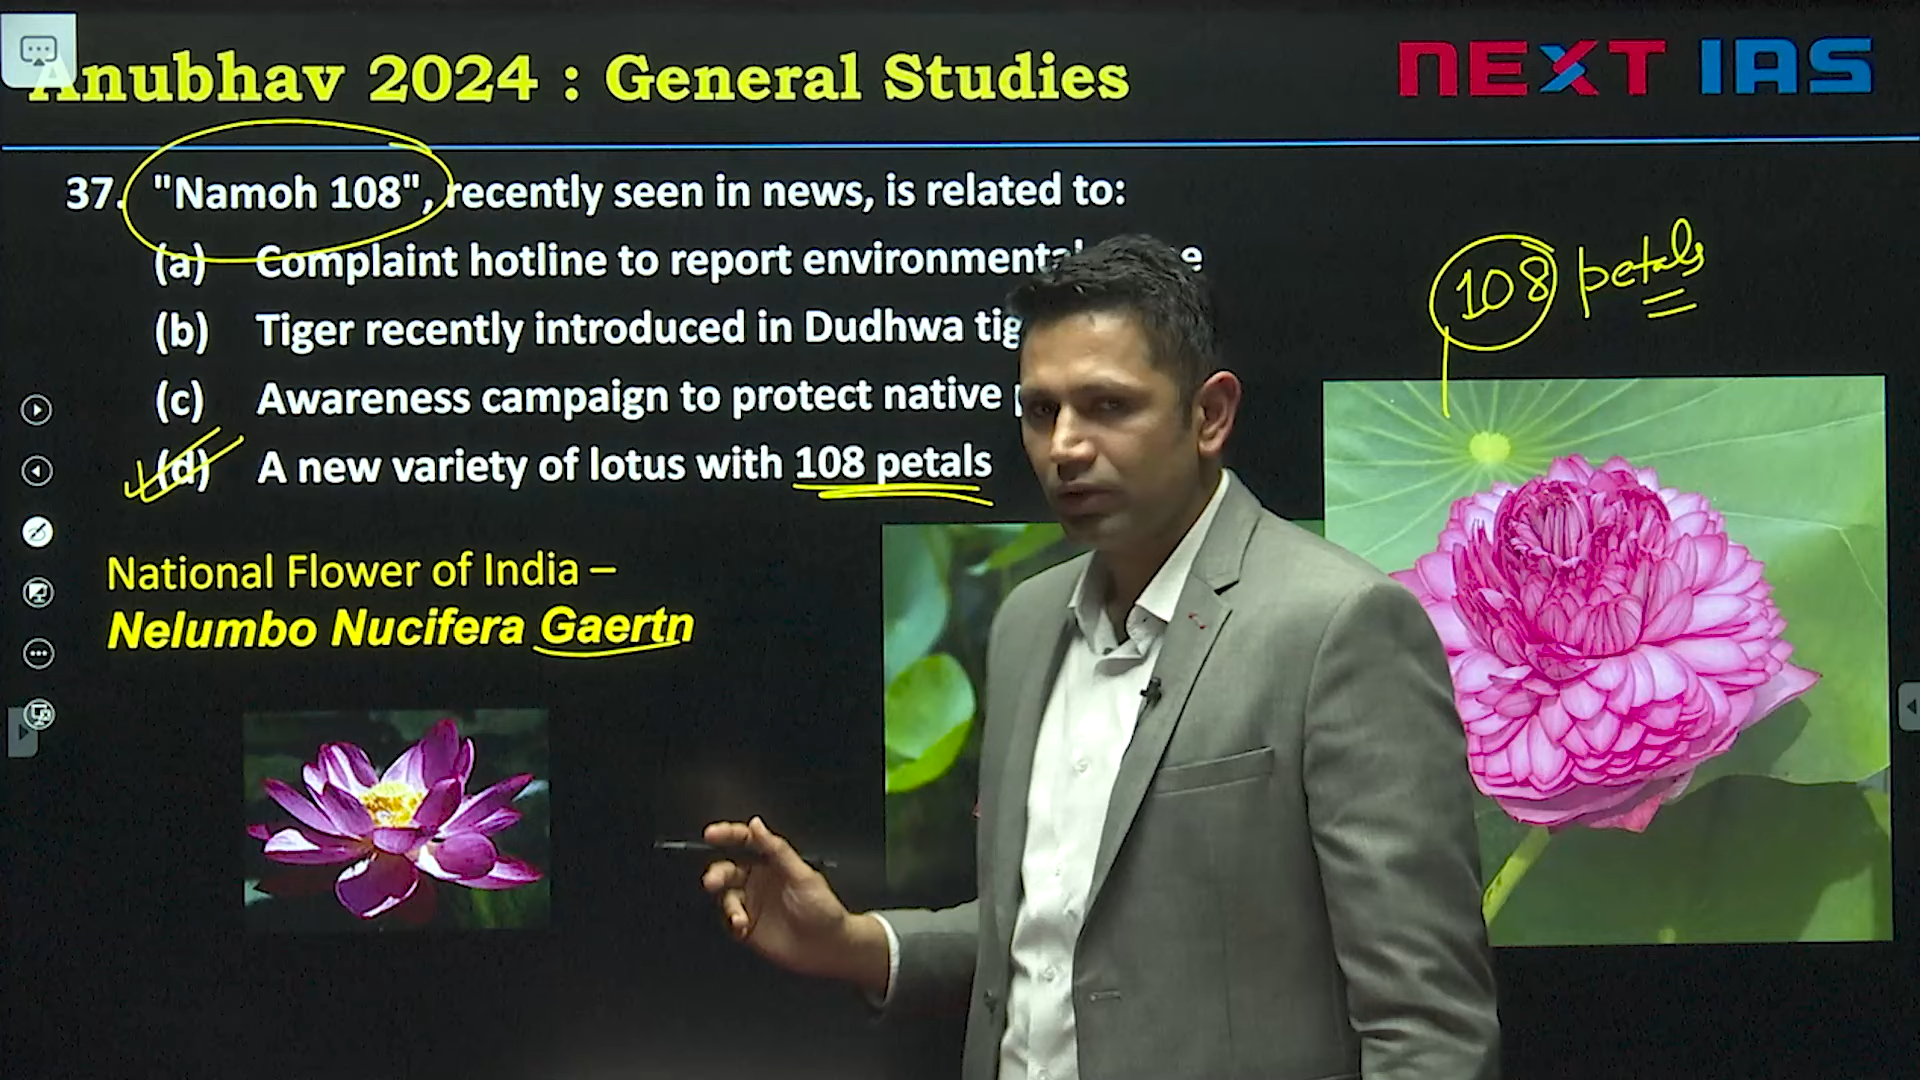 Anubhav 2024 : General Studies
NEXT IAS
37. "Namoh 108", recently seen in news, is related to:
(a) Complaint hotline to report environmental
(b) Tiger recently introduced in Dudhwa
(c) Awareness campaign to protect native
(d) A new variety of lotus with 108 petals
108 petals
National Flower of India –
Nelumbo Nucifera Gaertn